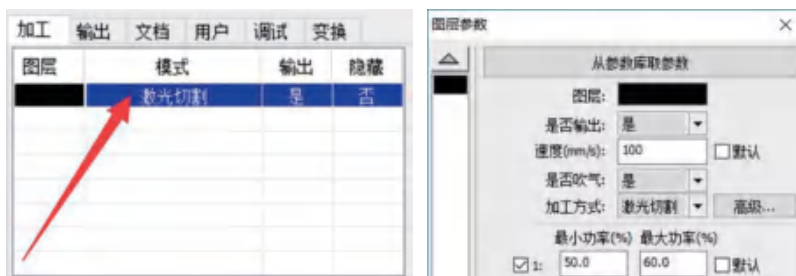 加工 输出 文档 用户 调试 变换
图层 模式 输出 隐藏
激光切割 是 否
图层参数
从参数库取参数
图层:
是否输出: 是
速度(mm/s): 100 默认
是否吹气: 是
加工方式: 激光切割 高级...
最小功率(%) 最大功率(%)
1: 50.0 60.0 默认